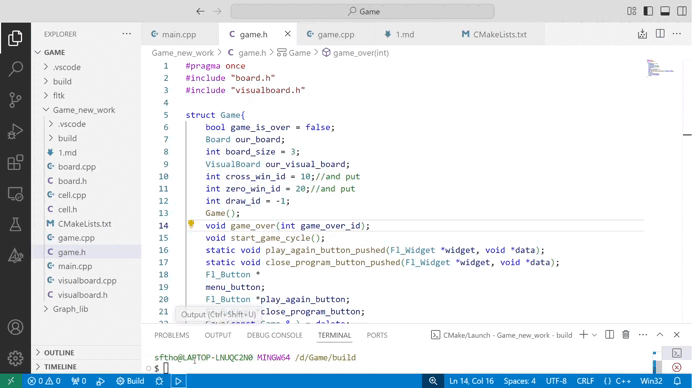 Game
EXPLORER
main.cpp
game.h
game.cpp
1.md
CMakeLists.txt
GAME
.vscode
build
fltk
Game_new_work
.vscode
build
1.md
board.cpp
board.h
cell.cpp
cell.h
CMakeLists.txt
game.cpp
game.h
main.cpp
visualboard.cpp
visualboard.h
Graph_lib
OUTLINE
TIMELINE
Game_new_work > game.h > Game > game_over(int)
1 #pragma once
2 #include "board.h"
3 #include "visualboard.h"
4
5 struct Game{
6 bool game_is_over = false;
7 Board our_board;
8 int board_size = 3;
9 VisualBoard our_visual_board;
10 int cross_win_id = 10;//and put
11 int zero_win_id = 20;//and put
12 int draw_id = -1;
13 Game();
14 void game_over(int game_over_id);
15 void start_game_cycle();
16 static void play_again_button_pushed(Fl_Widget *widget, void *data);
17 static void close_program_button_pushed(Fl_Widget *widget, void *data);
18 Fl_Button *
19 menu_button;
20 Fl_Button *play_again_button;
21 close_program_button;
Output (Ctrl+Shift+U)
PROBLEMS OUTPUT DEBUG CONSOLE TERMINAL PORTS
CMake/Launch - Game_new_work - build
sftho@LAPTOP-LNUQC2N0 MINGW64 /d/Game/build
$
0 0 0 Build Ln 14, Col 16 Spaces: 4 UTF-8 CRLF {} C++ Win32